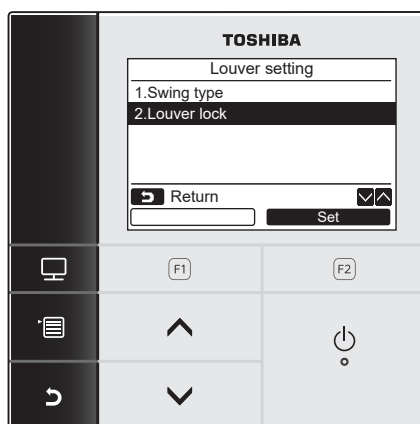 TOSHIBA
Louver setting
1.Swing type
2.Louver lock
Return
Set
F1
F2